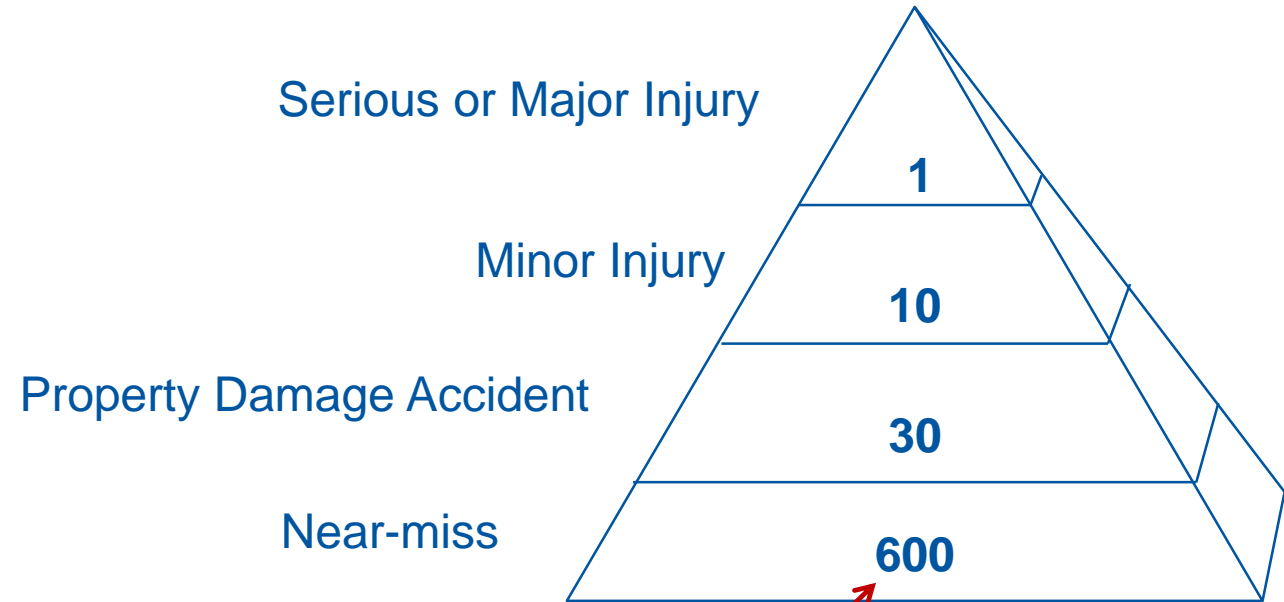 Serious or Major Injury
1
Minor Injury
10
Property Damage Accident
30
Near-miss
600